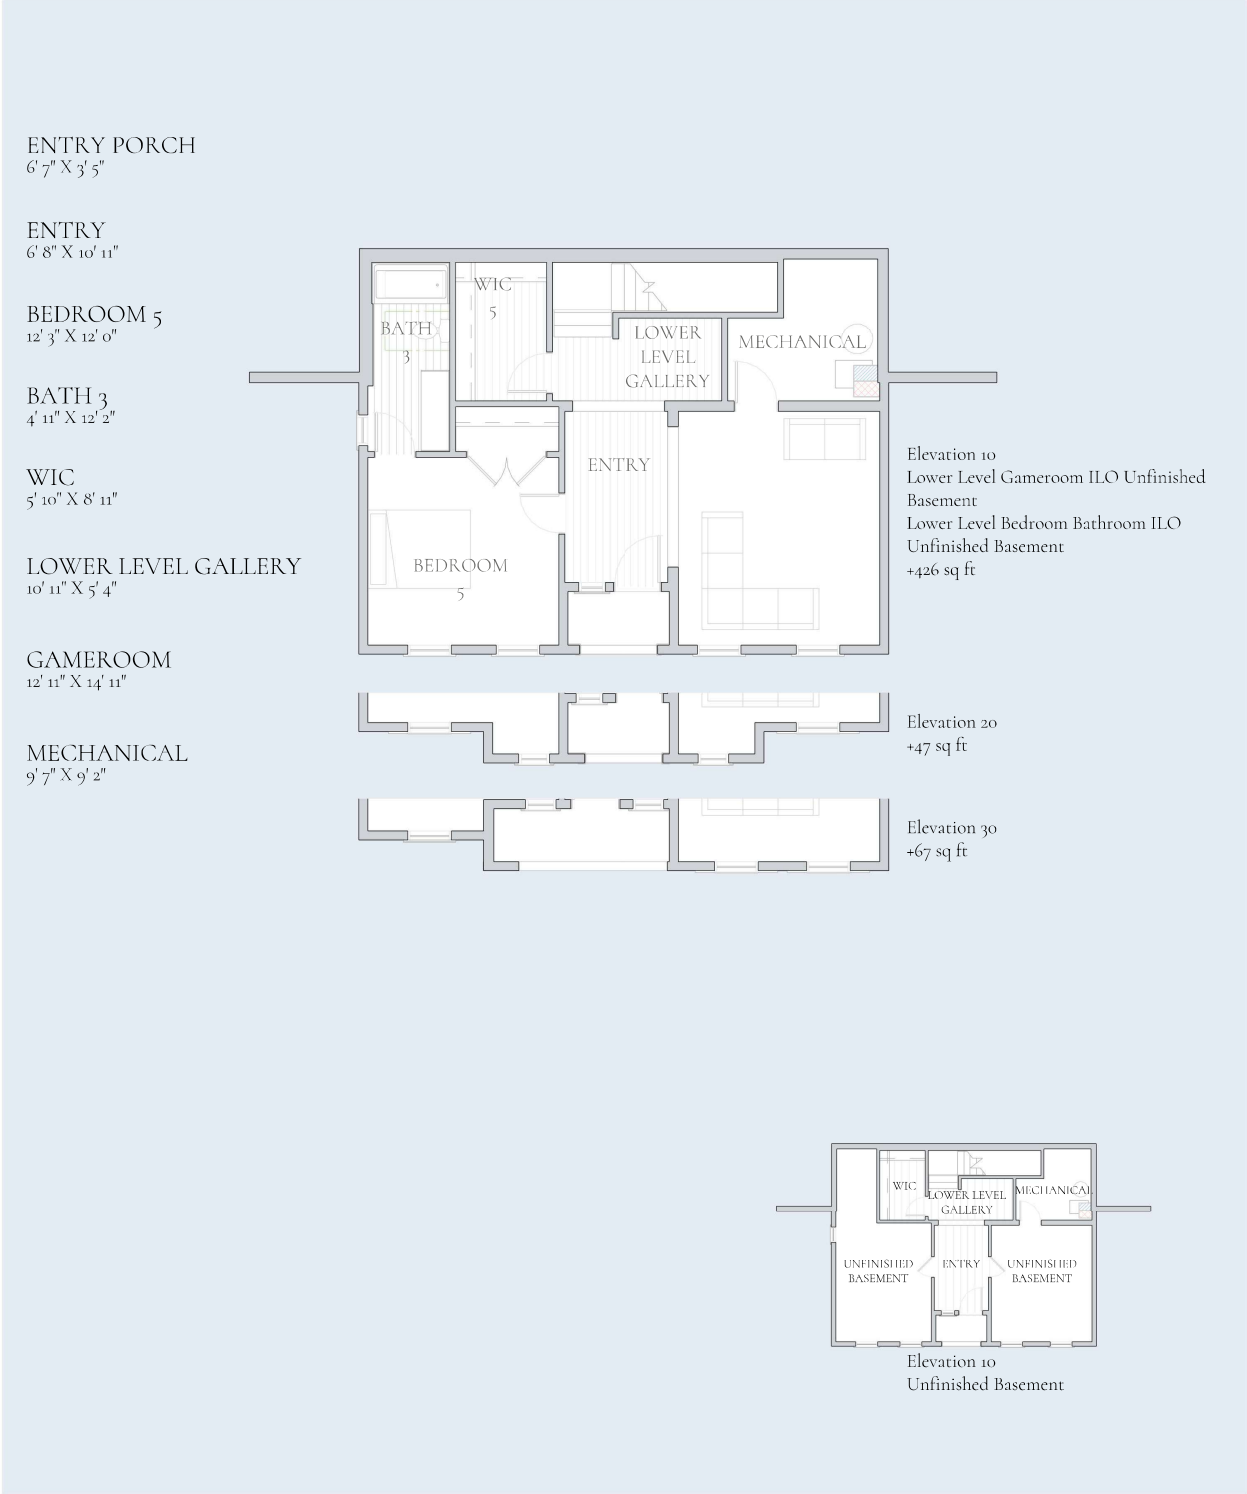 ENTRY PORCH
6' 7" X 3' 5"
ENTRY
6' 8" X 10' 11"
BEDROOM 5
12' 3" X 12' 0"
BATH 3
4' 11" X 12' 2"
WIC
5' 10" X 8' 11"
LOWER LEVEL GALLERY
10' 11" X 5' 4"
GAMEROOM
12' 11" X 14' 11"
MECHANICAL
9' 7" X 9' 2"
WIC
5
BATH
3
LOWER
LEVEL
GALLERY
MECHANICAL
ENTRY
BEDROOM
5
Elevation 10
Lower Level Gameroom ILO Unfinished
Basement
Lower Level Bedroom Bathroom ILO
Unfinished Basement
+426 sq ft
Elevation 20
+47 sq ft
Elevation 30
+67 sq ft
WIC
LOWER LEVEL
GALLERY
MECHANICAL
UNFINISHED
BASEMENT
ENTRY
UNFINISHED
BASEMENT
Elevation 10
Unfinished Basement